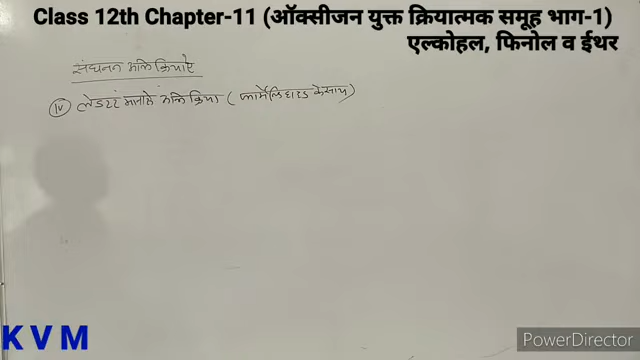 Class 12th Chapter-11 (ऑक्सीजन युक्त क्रियात्मक समूह भाग-1)
एल्कोहल, फिनोल व ईथर
संघनन अभिक्रियाऐ
(iv) लेडरर मानासे अभिक्रिया ( फार्मेल्डिहाइड के साथ)
K V M
PowerDirector